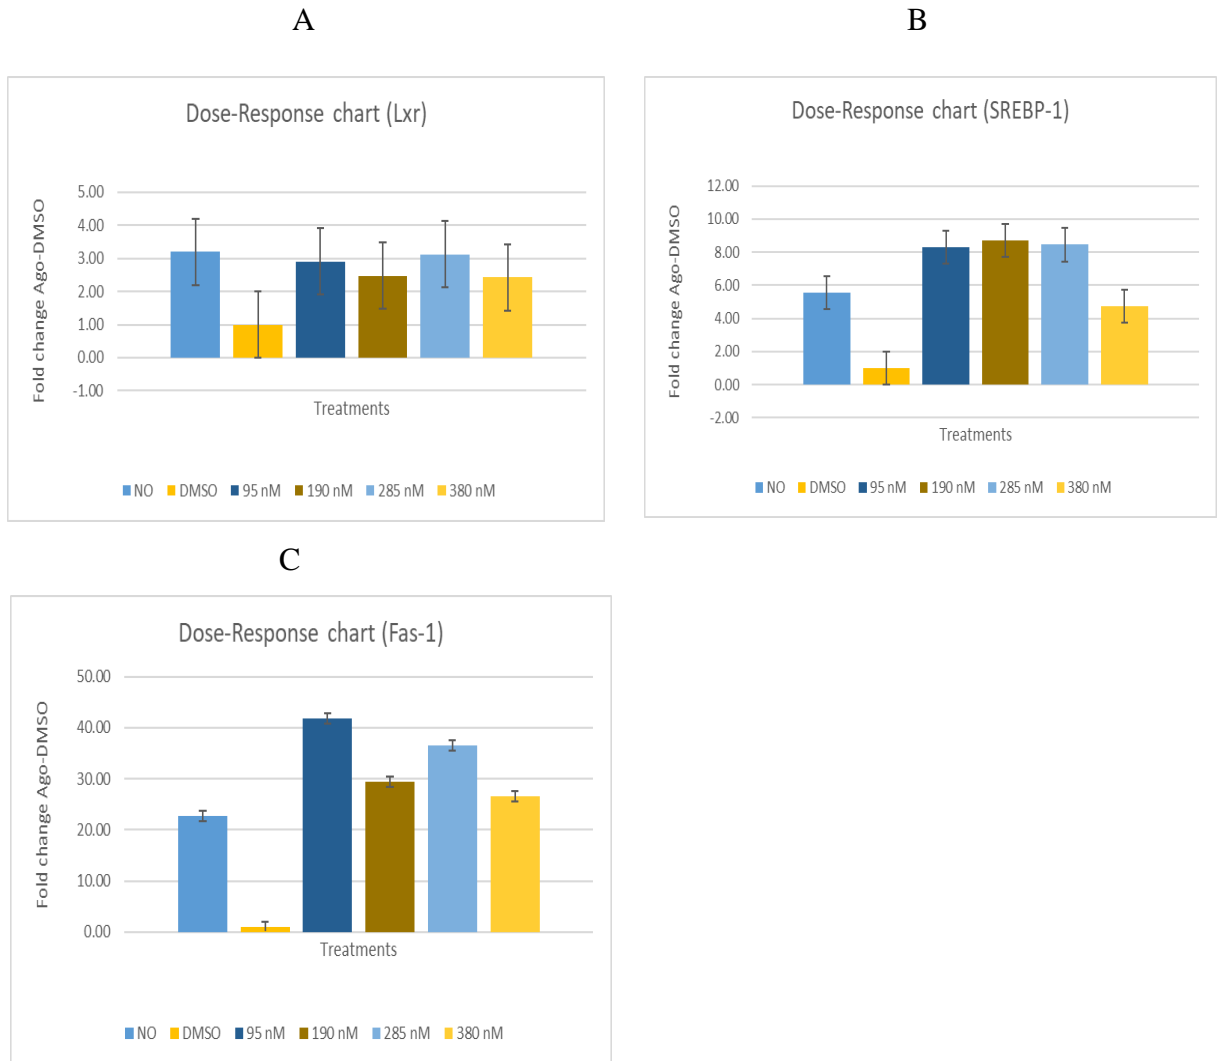 A
B
Dose-Response chart (Lxr)
Fold change Ago-DMSO
5.00
4.00
3.00
2.00
1.00
0.00
-1.00
Treatments
NO DMSO 95 nM 190 nM 285 nM 380 nM
Dose-Response chart (SREBP-1)
Fold change Ago-DMSO
12.00
10.00
8.00
6.00
4.00
2.00
0.00
-2.00
Treatments
NO DMSO 95 nM 190 nM 285 nM 380 nM
C
Dose-Response chart (Fas-1)
Fold change Ago-DMSO
50.00
40.00
30.00
20.00
10.00
0.00
Treatments
NO DMSO 95 nM 190 nM 285 nM 380 nM